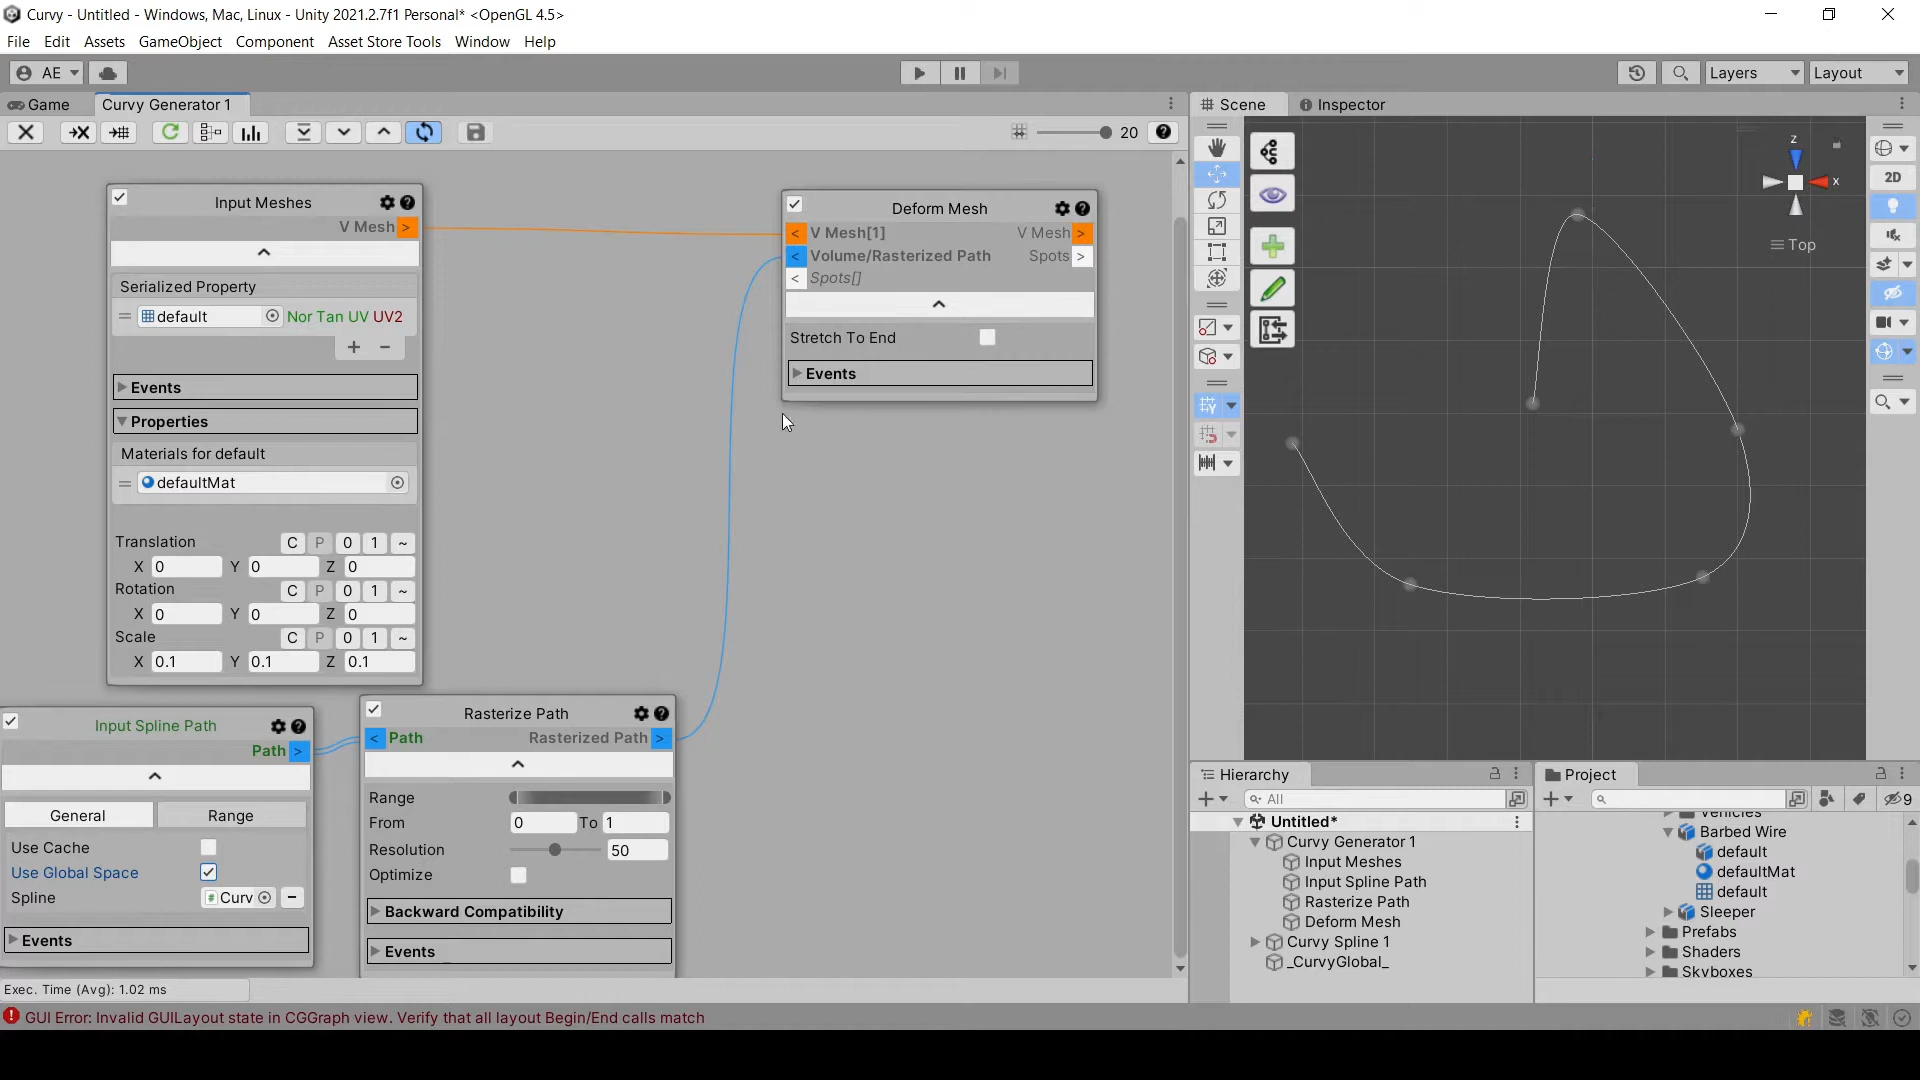 Curvy - Untitled - Windows, Mac, Linux - Unity 2021.2.7f1 Personal* <OpenGL 4.5>
File Edit Assets GameObject Component Asset Store Tools Window Help
AE Layers Layout
Game Curvy Generator 1
20
Input Meshes
V Mesh >
Serialized Property
default Nor Tan UV UV2
+ -
Events
Properties
Materials for default
defaultMat
Translation C P 0 1 ~
X 0 Y 0 Z 0
Rotation C P 0 1 ~
X 0 Y 0 Z 0
Scale C P 0 1 ~
X 0.1 Y 0.1 Z 0.1
Deform Mesh
< V Mesh[1] V Mesh >
< Volume/Rasterized Path Spots >
< Spots[]
Stretch To End
Events
Input Spline Path
Path >
General Range
Use Cache
Use Global Space
Spline Curv -
Events
Rasterize Path
< Path Rasterized Path >
Range
From 0 To 1
Resolution 50
Optimize
Backward Compatibility
Events
Exec. Time (Avg): 1.02 ms
GUI Error: Invalid GUILayout state in CGGraph view. Verify that all layout Begin/End calls match
Scene Inspector
z
x
Top
2D
Hierarchy
All
Untitled*
Curvy Generator 1
Input Meshes
Input Spline Path
Rasterize Path
Deform Mesh
Curvy Spline 1
_CurvyGlobal_
Project
9
Vehicles
Barbed Wire
default
defaultMat
default
Sleeper
Prefabs
Shaders
Skyboxes